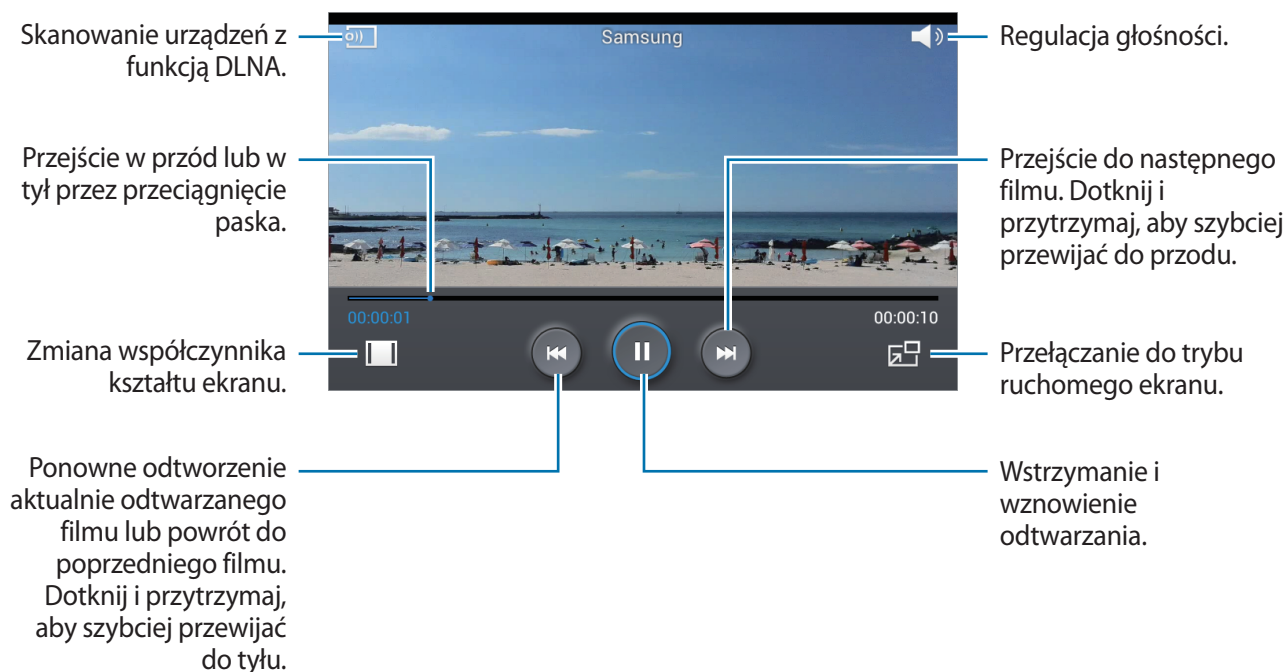 Skanowanie urządzeń z
funkcją DLNA.
Samsung
Regulacja głośności.
Przejście w przód lub w
tył przez przeciągnięcie
paska.
Przejście do następnego
filmu. Dotknij i
przytrzymaj, aby szybciej
przewijać do przodu.
00:00:01
00:00:10
Zmiana współczynnika
kształtu ekranu.
Przełączanie do trybu
ruchomego ekranu.
Ponowne odtworzenie
aktualnie odtwarzanego
filmu lub powrót do
poprzedniego filmu.
Dotknij i przytrzymaj,
aby szybciej przewijać
do tyłu.
Wstrzymanie i
wznowienie
odtwarzania.